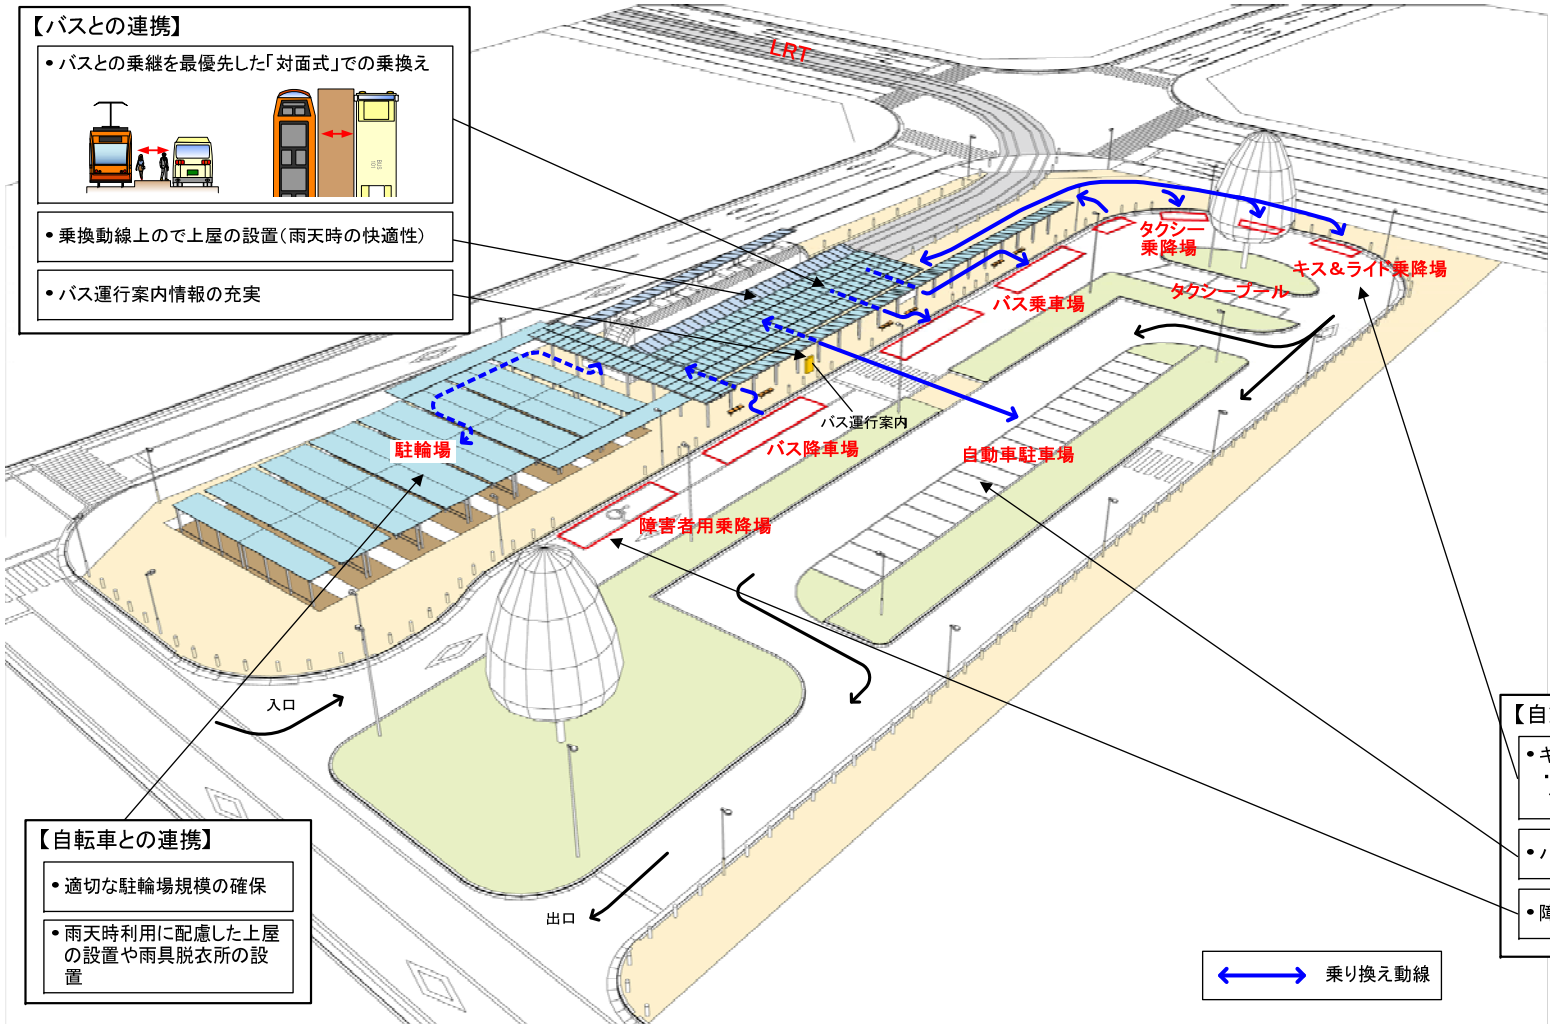 【バスとの連携】
• バスとの乗継を最優先した「対面式」での乗換え
• 乗換動線上ので上屋の設置(雨天時の快適性)
• バス運行案内情報の充実
LRT
タクシー
乗降場
キス&ライド乗降場
タクシープール
バス乗車場
バス運行案内
バス降車場
自動車駐車場
駐輪場
障害者用乗降場
入口
出口
【自転車との連携】
• 適切な駐輪場規模の確保
• 雨天時利用に配慮した上屋
の設置や雨具脱衣所の設
置
【自
• キ
• 障
乗り換え動線